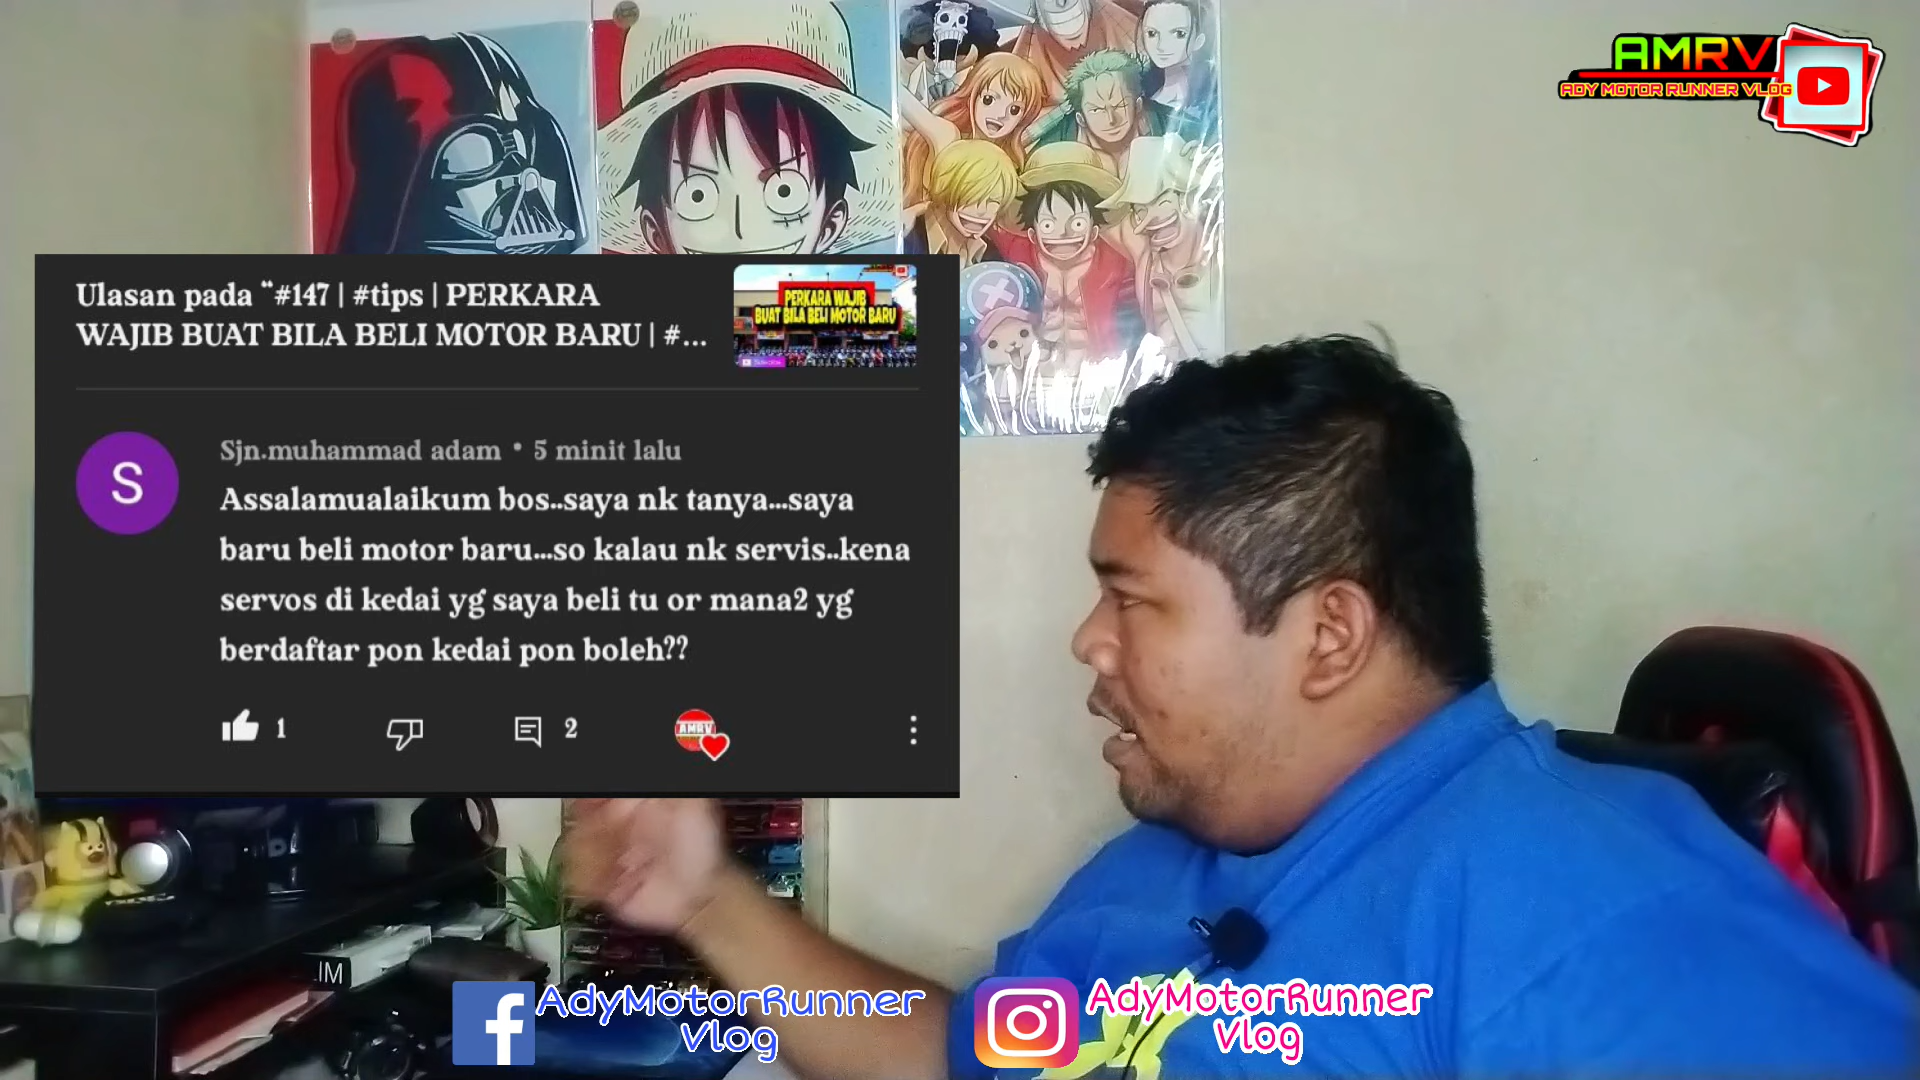 AMRV
ADY MOTOR RUNNER VLOG
Ulasan pada “#147 | #tips | PERKARA
WAJIB BUAT BILA BELI MOTOR BARU | #...
PERKARA WAJIB
BUAT BILA BELI MOTOR BARU
S
Sjn.muhammad adam • 5 minit lalu
Assalamualaikum bos..saya nk tanya...saya
baru beli motor baru...so kalau nk servis..kena
servos di kedai yg saya beli tu or mana2 yg
berdaftar pon kedai pon boleh??
1
2
AMRV
IM
AdyMotorRunner
Vlog
AdyMotorRunner
Vlog